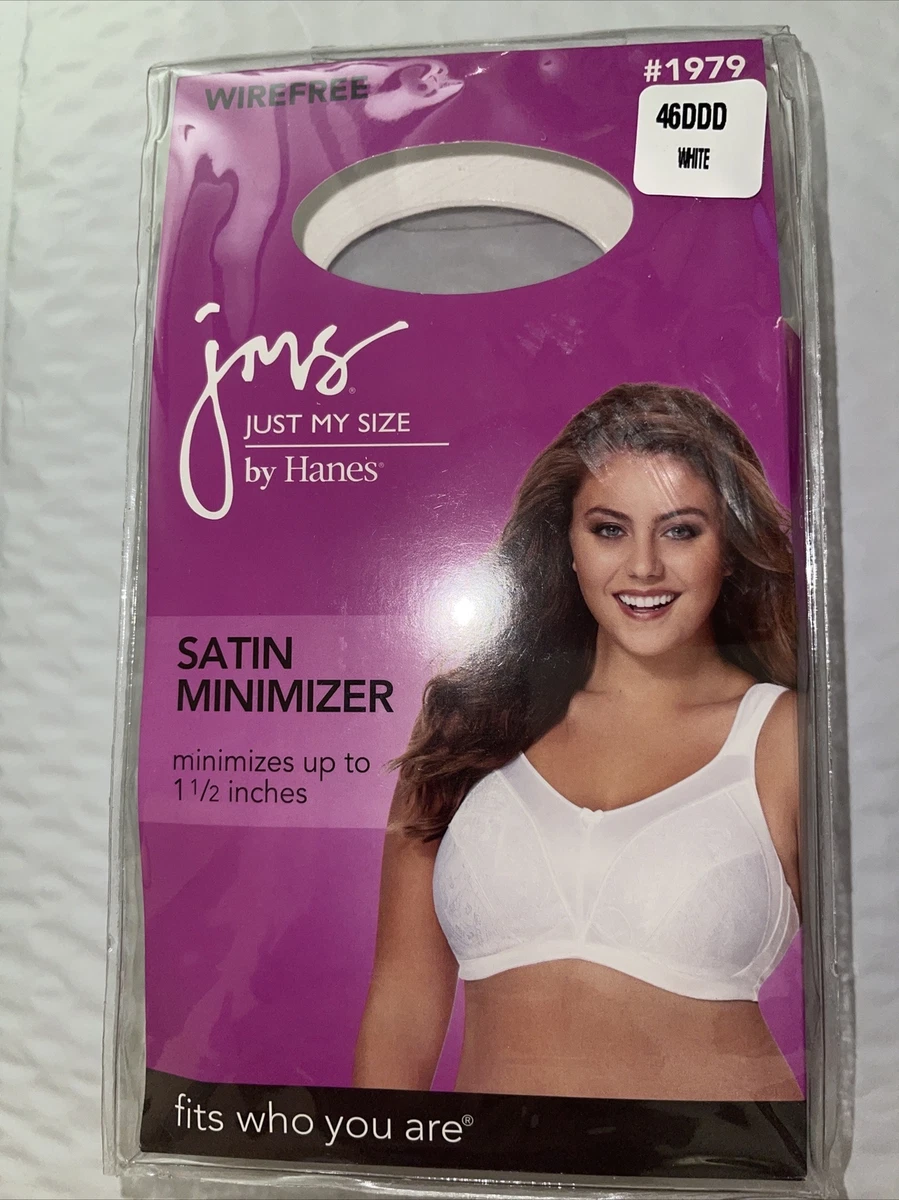 WIREFREE
#1979
46DDD
WHITE
jms®
JUST MY SIZE
by Hanes®
SATIN
MINIMIZER
minimizes up to
1 1/2 inches
fits who you are®